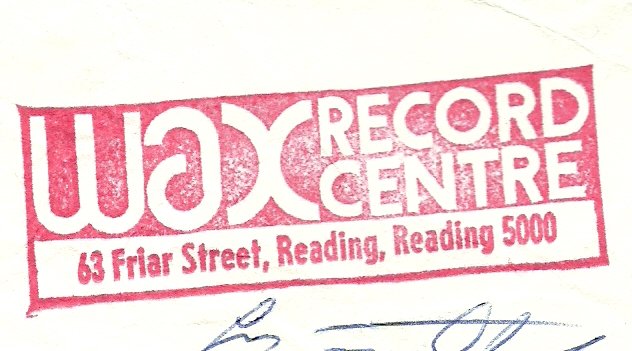 wax RECORD
CENTRE
63 Friar Street, Reading, Reading 5000